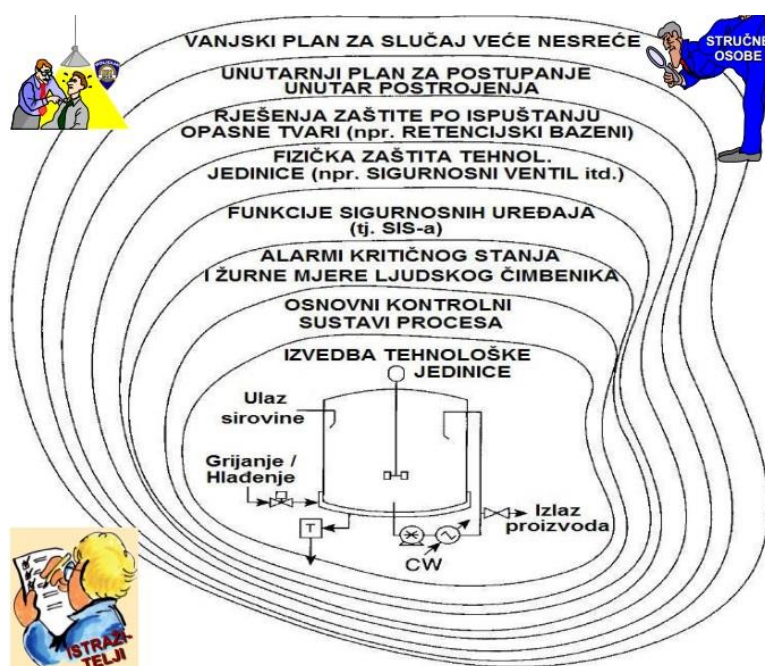 VANJSKI PLAN ZA SLUČAJ VEĆE NESREĆE
STRUČNE
OSOBE
UNUTARNJI PLAN ZA POSTUPANJE
UNUTAR POSTROJENJA
RJEŠENJA ZAŠTITE PO ISPUŠTANJU
OPASNE TVARI (npr. RETENCIJSKI BAZENI)
FIZIČKA ZAŠTITA TEHNOL.
JEDINICE (npr. SIGURNOSNI VENTIL itd.)
FUNKCIJE SIGURNOSNIH UREĐAJA
(tj. SIS-a)
ALARMI KRITIČNOG STANJA
I ŽURNE MJERE LJUDSKOG ČIMBENIKA
OSNOVNI KONTROLNI
SUSTAVI PROCESA
IZVEDBA TEHNOLOŠKE
JEDINICE
Ulaz
sirovine
Grijanje /
Hlađenje
T
Izlaz
proizvoda
CW
ISTRAŽI-
TELJI